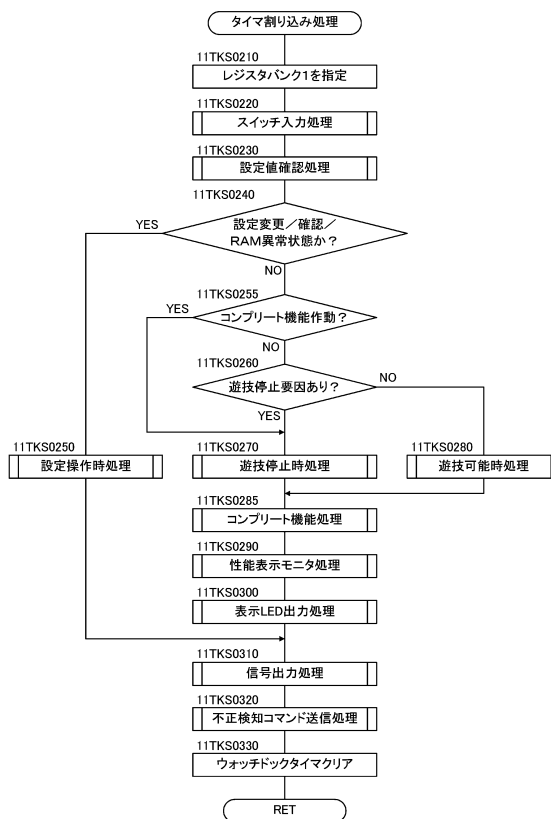 タイマ割り込み処理
11TKS0210
レジスタバンク1を指定
11TKS0220
スイッチ入力処理
11TKS0230
設定値確認処理
11TKS0240
YES
設定変更／確認／
RAM異常状態か？
NO
11TKS0255
YES
コンプリート機能作動？
NO
11TKS0260
遊技停止要因あり？
NO
YES
11TKS0250
設定操作時処理
11TKS0270
遊技停止時処理
11TKS0280
遊技可能時処理
11TKS0285
コンプリート機能処理
11TKS0290
性能表示モニタ処理
11TKS0300
表示LED出力処理
11TKS0310
信号出力処理
11TKS0320
不正検知コマンド送信処理
11TKS0330
ウォッチドックタイマクリア
RET